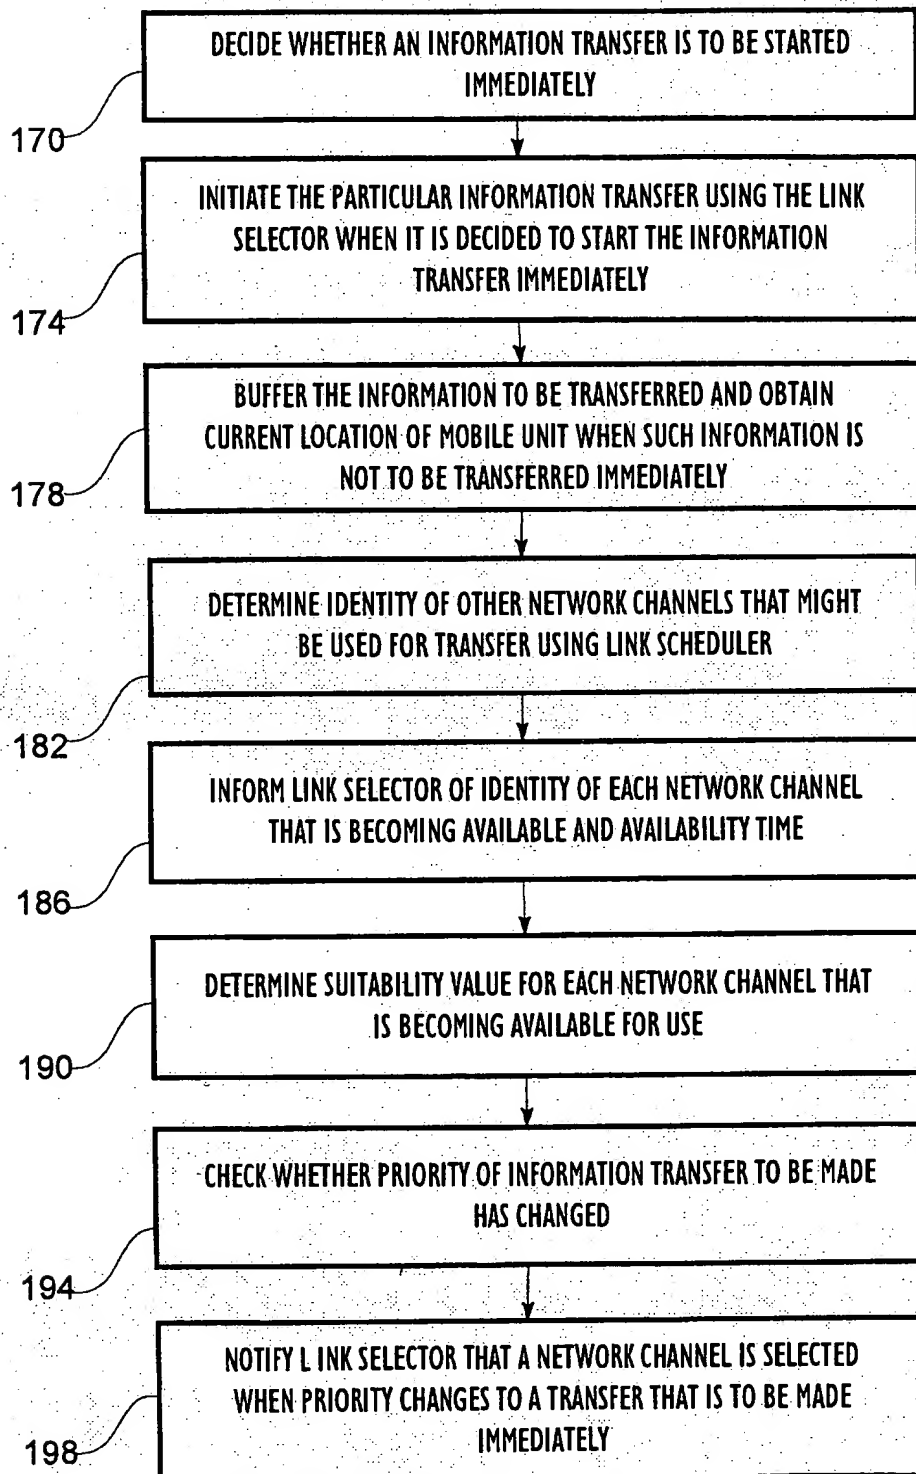 DECIDE WHETHER AN INFORMATION TRANSFER IS TO BE STARTED
IMMEDIATELY
170
INITIATE THE PARTICULAR INFORMATION TRANSFER USING THE LINK
SELECTOR WHEN IT IS DECIDED TO START THE INFORMATION
TRANSFER IMMEDIATELY
174
BUFFER THE INFORMATION TO BE TRANSFERRED AND OBTAIN
CURRENT LOCATION OF MOBILE UNIT WHEN SUCH INFORMATION IS
NOT TO BE TRANSFERRED IMMEDIATELY
178
DETERMINE IDENTITY OF OTHER NETWORK CHANNELS THAT MIGHT
BE USED FOR TRANSFER USING LINK SCHEDULER
182
INFORM LINK SELECTOR OF IDENTITY OF EACH NETWORK CHANNEL
THAT IS BECOMING AVAILABLE AND AVAILABILITY TIME
186
DETERMINE SUITABILITY VALUE FOR EACH NETWORK CHANNEL THAT
IS BECOMING AVAILABLE FOR USE
190
CHECK WHETHER PRIORITY OF INFORMATION TRANSFER TO BE MADE
HAS CHANGED
194
NOTIFY L INK SELECTOR THAT A NETWORK CHANNEL IS SELECTED
WHEN PRIORITY CHANGES TO A TRANSFER THAT IS TO BE MADE
IMMEDIATELY
198